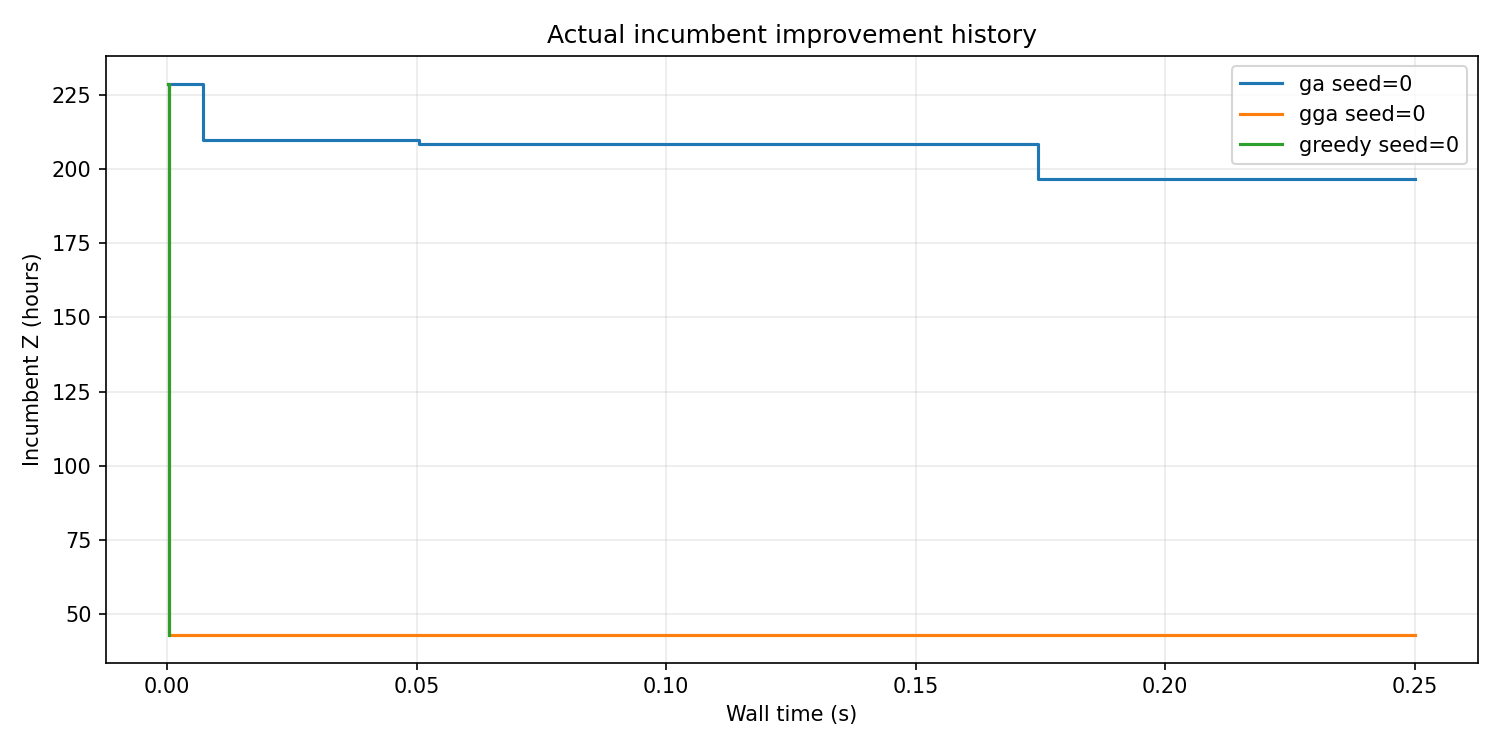 Actual incumbent improvement history
ga seed=0
gga seed=0
greedy seed=0
Incumbent Z (hours)
225
200
175
150
125
100
75
50
0.00
0.05
0.10
0.15
0.20
0.25
Wall time (s)